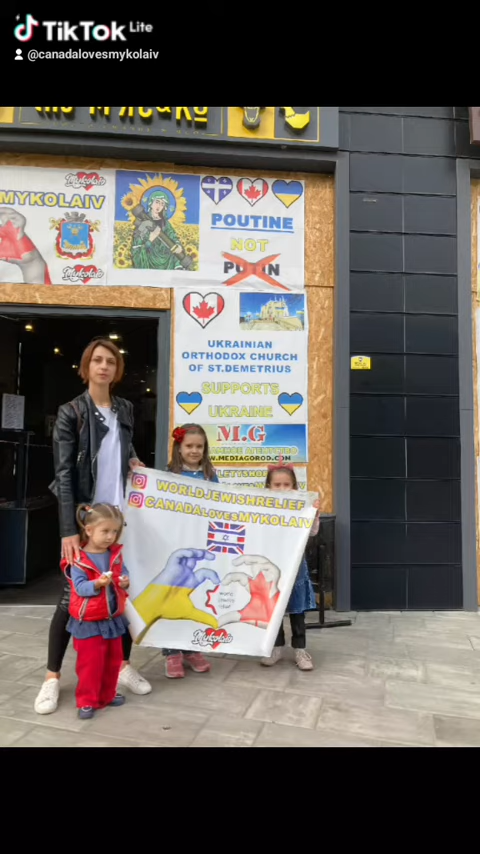 TikTok Lite
@canadalovesmykolaiv
MYKOLAIV
Mykolaiv
Mykolaiv
POUTINE
NOT
PUTIN
UKRAINIAN
ORTHODOX CHURCH
OF ST.DEMETRIUS
SUPPORTS
UKRAINE
M.G
WWW.MEDIAGOROD.COM
WORLDJEWISHRELIEF
CANADALOVESMYKOLAIV
Mykolaiv